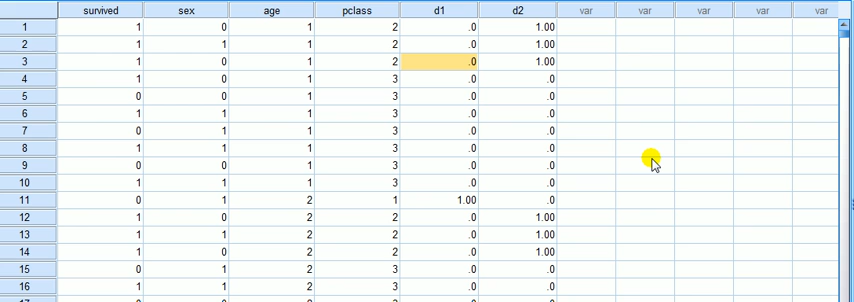 survived sex age pclass d1 d2 var var var var var
1 1 0 1 2 .0 1.00
2 1 1 1 2 .0 1.00
3 1 0 1 2 .0 1.00
4 1 0 1 3 .0 .0
5 0 0 1 3 .0 .0
6 1 1 1 3 .0 .0
7 0 1 1 3 .0 .0
8 1 1 1 3 .0 .0
9 0 0 1 3 .0 .0
10 1 1 1 3 .0 .0
11 0 1 2 1 1.00 .0
12 1 0 2 2 .0 1.00
13 1 1 2 2 .0 1.00
14 1 0 2 2 .0 1.00
15 0 1 2 3 .0 .0
16 1 1 2 3 .0 .0